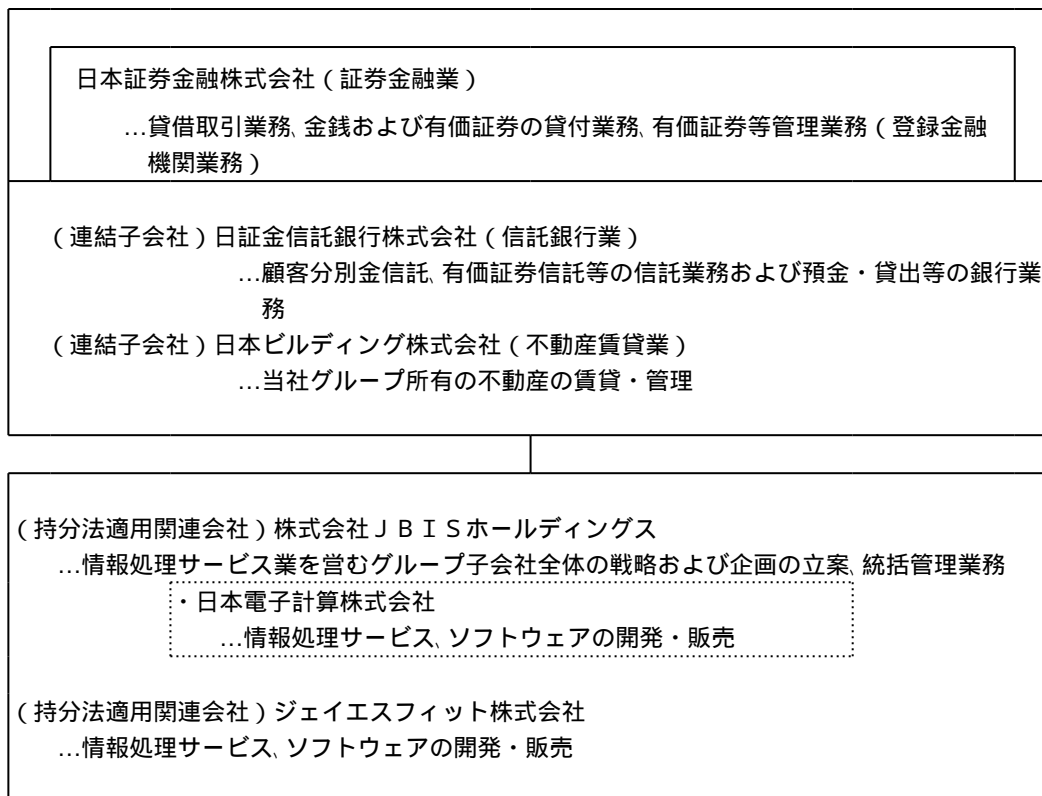 日本証券金融株式会社(証券金融業)
…貸借取引業務、金銭および有価証券の貸付業務、有価証券等管理業務(登録金融
機関業務)
(連結子会社)日証金信託銀行株式会社(信託銀行業)
…顧客分別金信託、有価証券信託等の信託業務および預金・貸出等の銀行業
務
(連結子会社)日本ビルディング株式会社(不動産賃貸業)
…当社グループ所有の不動産の賃貸・管理
(持分法適用関連会社)株式会社JBISホールディングス
…情報処理サービス業を営むグループ子会社全体の戦略および企画の立案、統括管理業務
・日本電子計算株式会社
…情報処理サービス、ソフトウェアの開発・販売
(持分法適用関連会社)ジェイエスフィット株式会社
…情報処理サービス、ソフトウェアの開発・販売